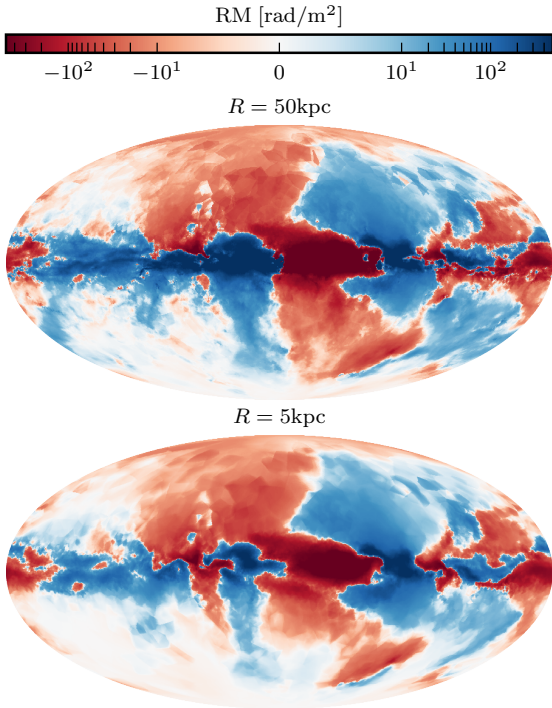 RM [rad/m²]
−10² −10¹ 0 10¹ 10²
R = 50kpc
R = 5kpc